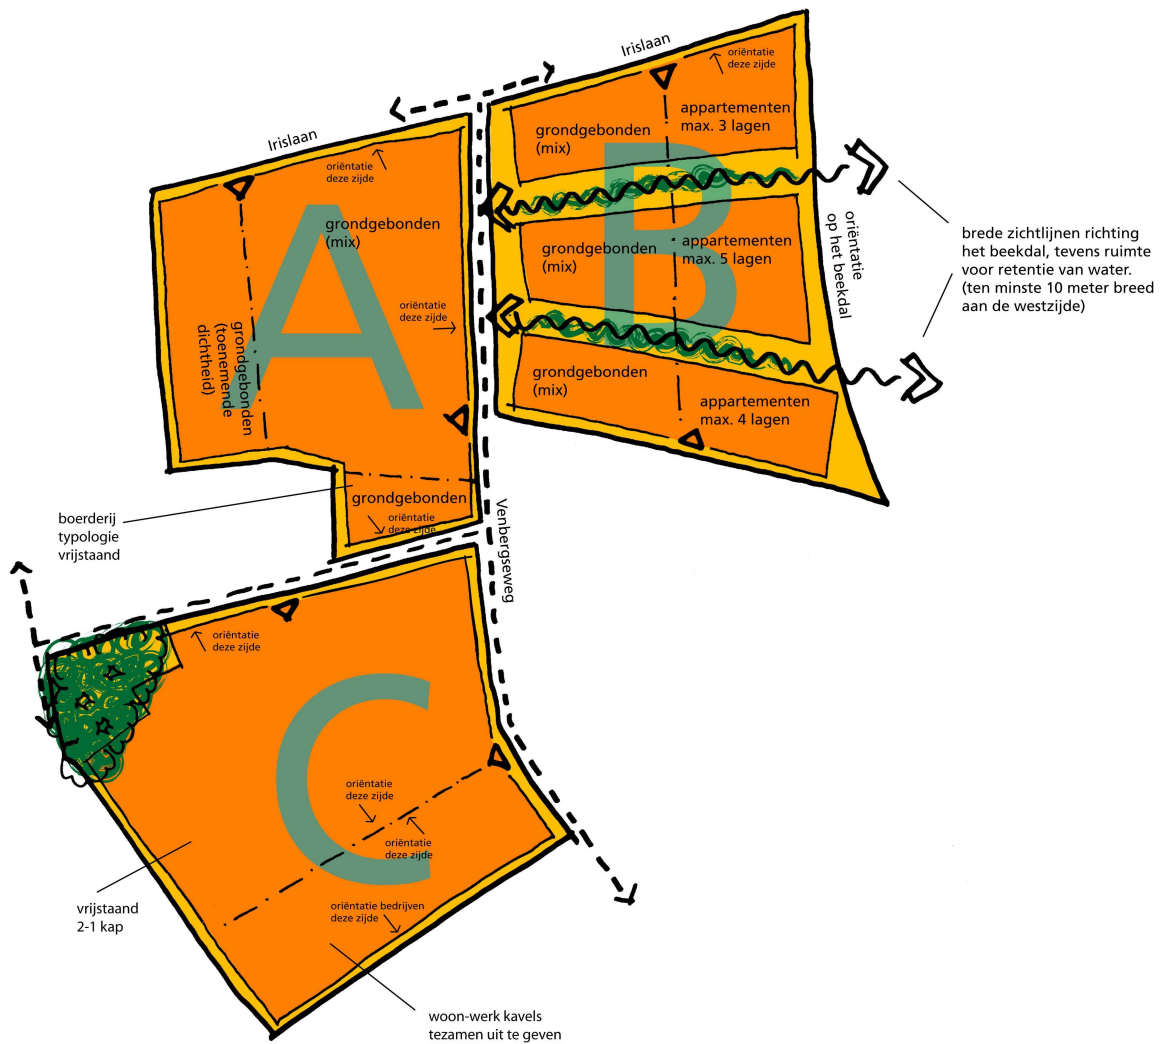 Irislaan
oriëntatie
deze zijde
appartementen
max. 3 lagen
grondgebonden
(mix)
B
oriëntatie
op het beekdal
grondgebonden
(mix)
appartementen
max. 5 lagen
grondgebonden
(mix)
appartementen
max. 4 lagen
brede zichtlijnen richting
het beekdal, tevens ruimte
voor retentie van water.
(ten minste 10 meter breed
aan de westzijde)
Irislaan
oriëntatie
deze zijde
grondgebonden
(mix)
A
oriëntatie
deze zijde
grondgebonden
(toenemende
dichtheid)
grondgebonden
oriëntatie
deze zijde
boerderij
typologie
vrijstaand
Venbergseweg
oriëntatie
deze zijde
C
oriëntatie
deze zijde
oriëntatie
deze zijde
oriëntatie bedrijven
deze zijde
vrijstaand
2-1 kap
woon-werk kavels
tezamen uit te geven